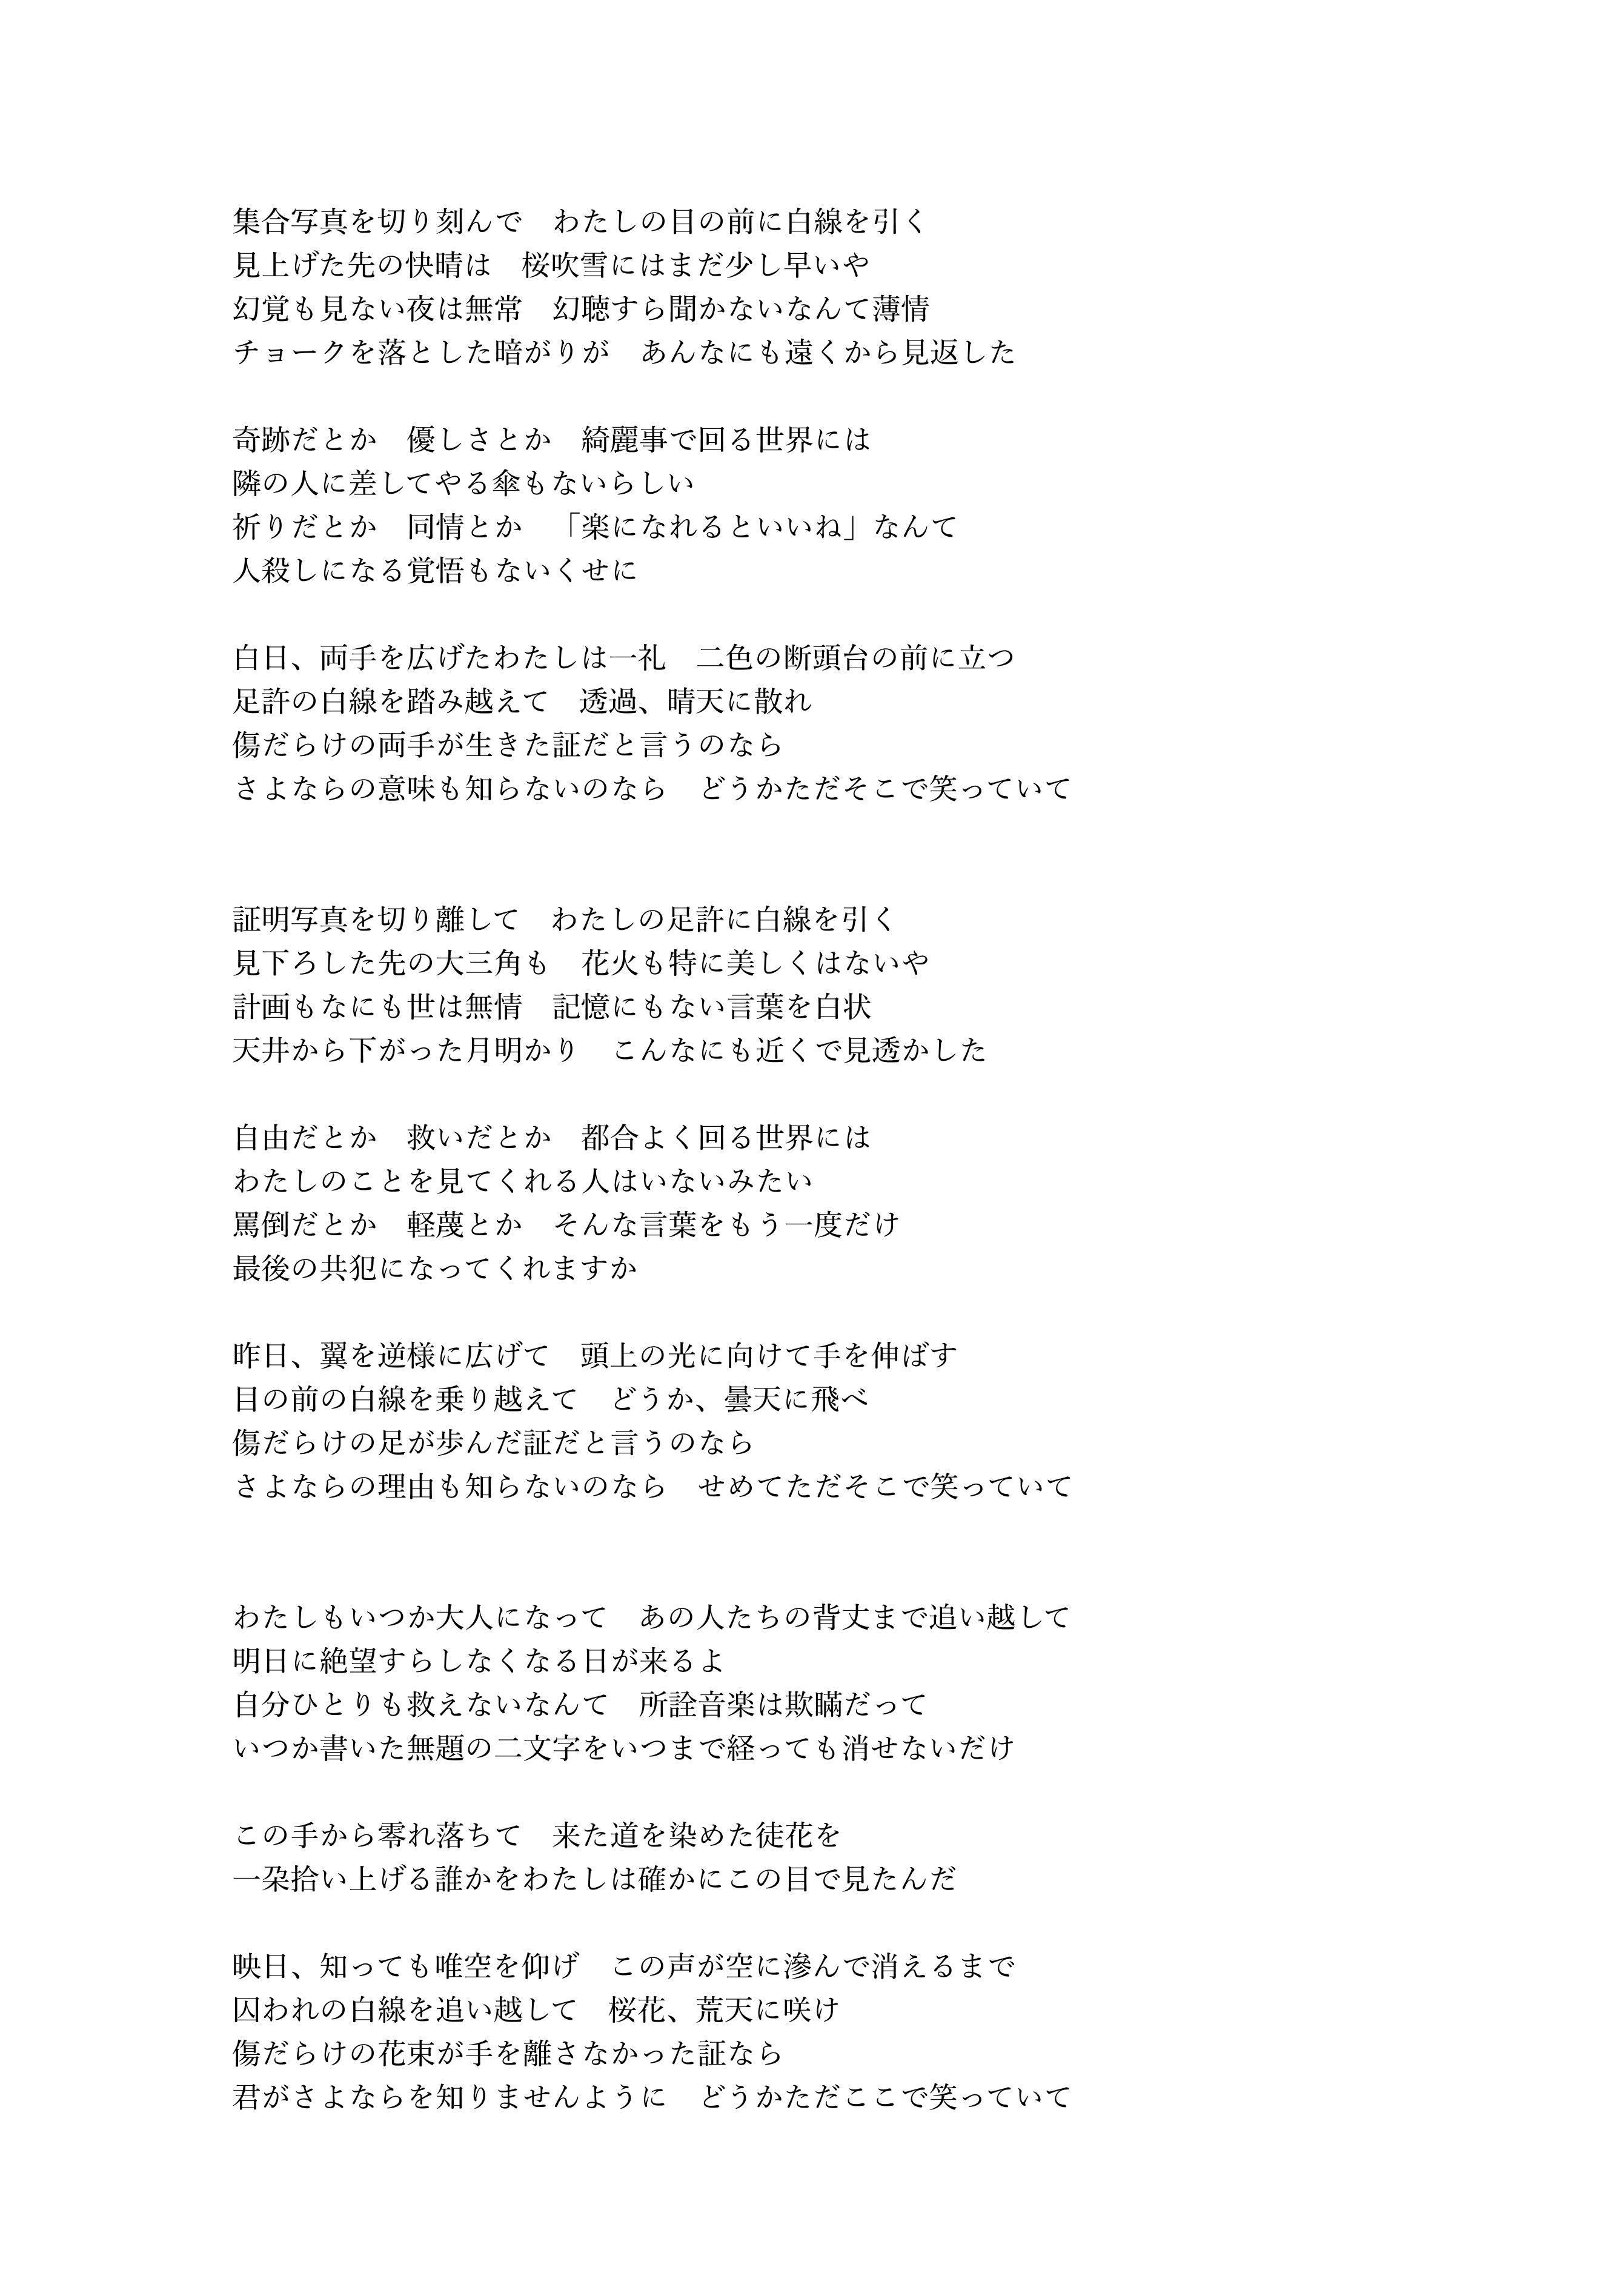 集合写真を切り刻んで　わたしの目の前に白線を引く
見上げた先の快晴は　桜吹雪にはまだ少し早いや
幻覚も見ない夜は無常　幻聴すら聞かないなんて薄情
チョークを落とした暗がりが　あんなにも遠くから見返した
奇跡だとか　優しさとか　綺麗事で回る世界には
隣の人に差してやる傘もないらしい
祈りだとか　同情とか　「楽になれるといいね」なんて
人殺しになる覚悟もないくせに
白日、両手を広げたわたしは一礼　二色の断頭台の前に立つ
足許の白線を踏み越えて　透過、晴天に散れ
傷だらけの両手が生きた証だと言うのなら
さよならの意味も知らないのなら　どうかただそこで笑っていて
証明写真を切り離して　わたしの足許に白線を引く
見下ろした先の大三角も　花火も特に美しくはないや
計画もなにも世は無情　記憶にもない言葉を白状
天井から下がった月明かり　こんなにも近くで見透かした
自由だとか　救いだとか　都合よく回る世界には
わたしのことを見てくれる人はいないみたい
罵倒だとか　軽蔑とか　そんな言葉をもう一度だけ
最後の共犯になってくれますか
昨日、翼を逆様に広げて　頭上の光に向けて手を伸ばす
目の前の白線を乗り越えて　どうか、曇天に飛べ
傷だらけの足が歩んだ証だと言うのなら
さよならの理由も知らないのなら　せめてただそこで笑っていて
わたしもいつか大人になって　あの人たちの背丈まで追い越して
明日に絶望すらしなくなる日が来るよ
自分ひとりも救えないなんて　所詮音楽は欺瞞だって
いつか書いた無題の二文字をいつまで経っても消せないだけ
この手から零れ落ちて　来た道を染めた徒花を
一朶拾い上げる誰かをわたしは確かにこの目で見たんだ
映日、知っても唯空を仰げ　この声が空に滲んで消えるまで
囚われの白線を追い越して　桜花、荒天に咲け
傷だらけの花束が手を離さなかった証なら
君がさよならを知りませんように　どうかただここで笑っていて